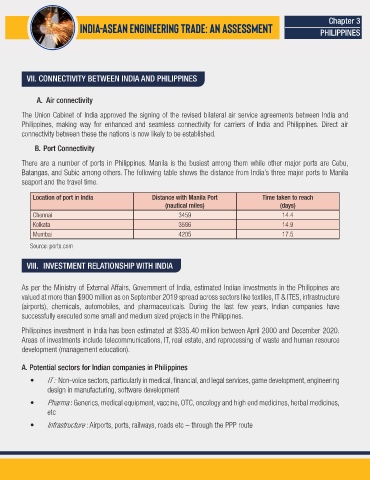 INDIA-ASEAN ENGINEERING TRADE: AN ASSESSMENT
Chapter 3
PHILIPPINES
VII. CONNECTIVITY BETWEEN INDIA AND PHILIPPINES
A. Air connectivity
The Union Cabinet of India approved the signing of the revised bilateral air service agreements between India and
Philippines, making way for enhanced and seamless connectivity for carriers of India and Philippines. Direct air
connectivity between these the nations is now likely to be established.
B. Port Connectivity
There are a number of ports in Philippines. Manila is the busiest among them while other major ports are Cebu,
Batangas, and Subic among others. The following table shows the distance from India's three major ports to Manila
seaport and the travel time.
Location of port in India Distance with Manila Port Time taken to reach
(nautical miles) (days)
Chennai 3459 14.4
Kolkata 3586 14.9
Mumbai 4205 17.5
Source: ports.com
VIII. INVESTMENT RELATIONSHIP WITH INDIA
As per the Ministry of External Affairs, Government of India, estimated Indian investments in the Philippines are
valued at more than $900 million as on September 2019 spread across sectors like textiles, IT & ITES, infrastructure
(airports), chemicals, automobiles, and pharmaceuticals. During the last few years, Indian companies have
successfully executed some small and medium sized projects in the Philippines.
Philippines investment in India has been estimated at $335.40 million between April 2000 and December 2020.
Areas of investments include telecommunications, IT, real estate, and reprocessing of waste and human resource
development (management education).
A. Potential sectors for Indian companies in Philippines
• IT : Non-voice sectors, particularly in medical, financial, and legal services, game development, engineering
design in manufacturing, software development
• Pharma : Generics, medical equipment, vaccine, OTC, oncology and high end medicines, herbal medicines,
etc
• Infrastructure : Airports, ports, railways, roads etc – through the PPP route